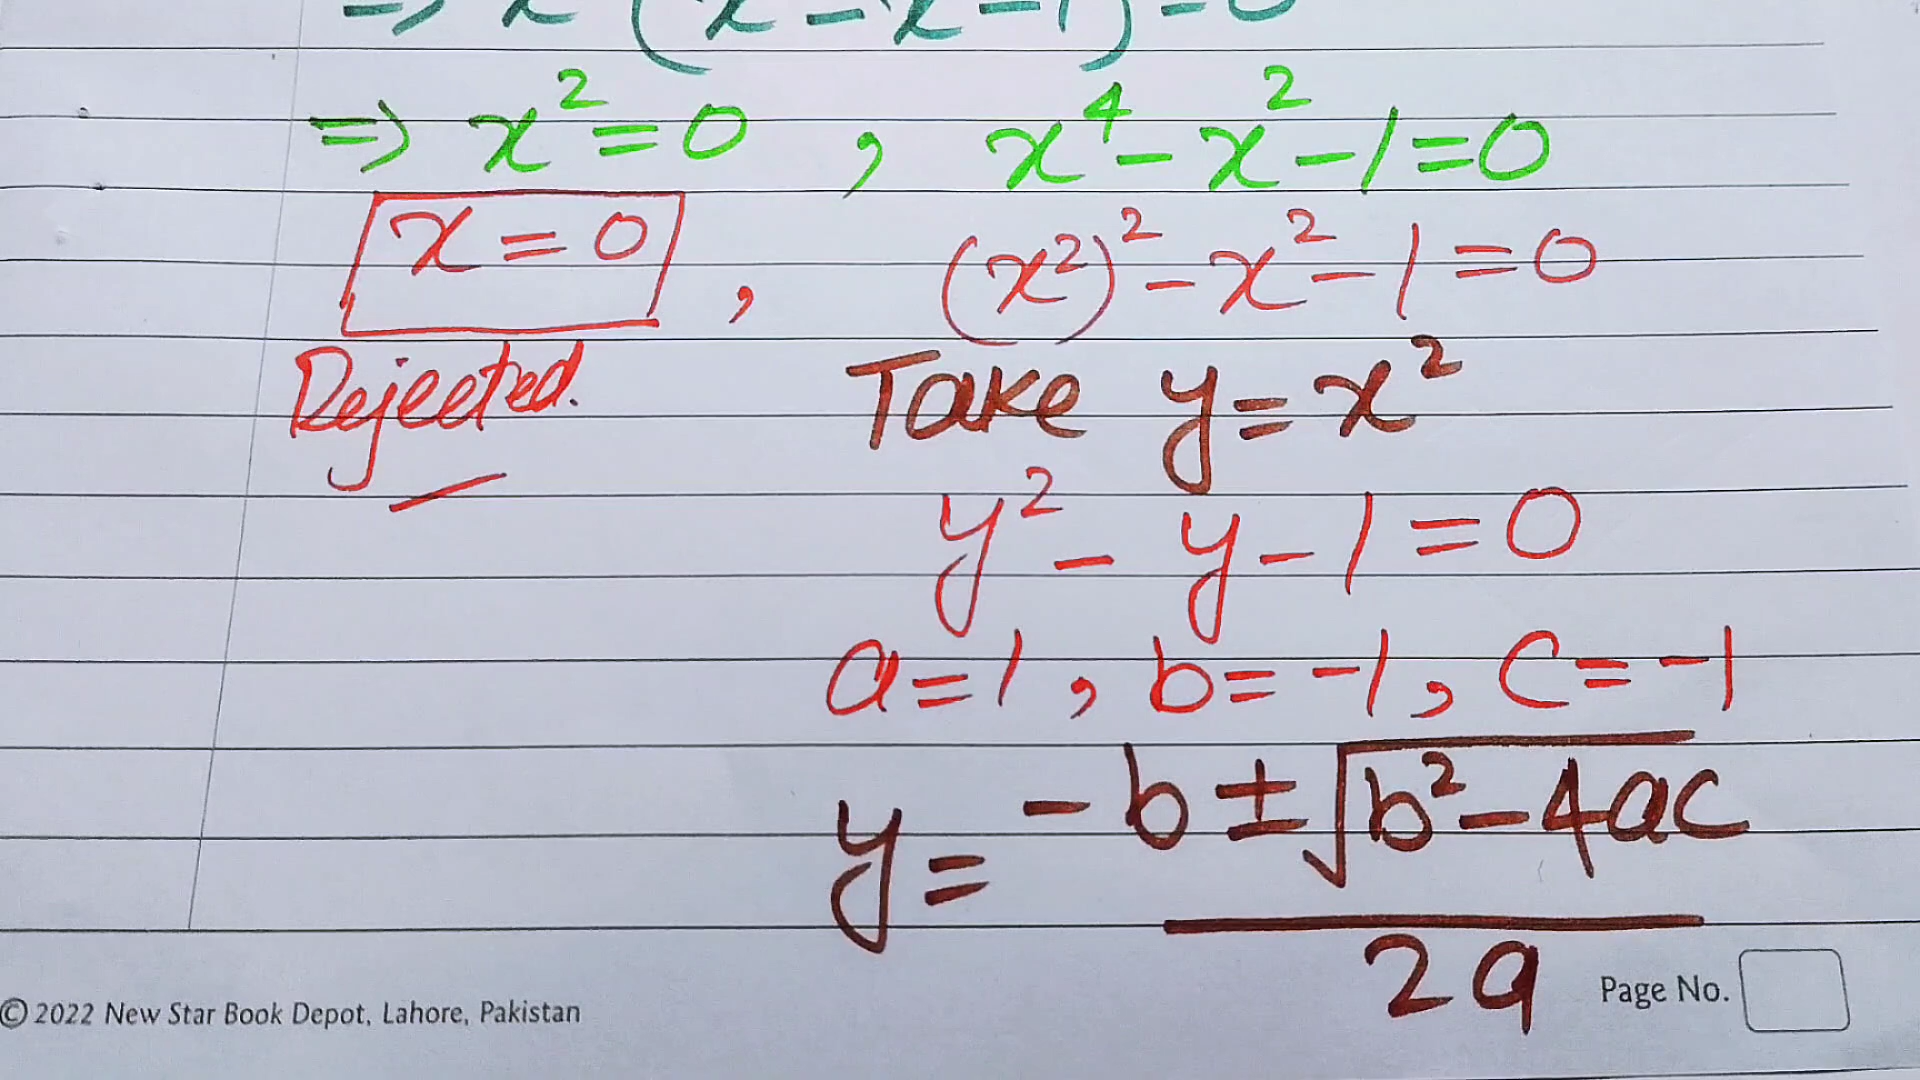 ⇒ x² = 0 , x⁴ - x² - 1 = 0
x = 0 , (x²)² - x² - 1 = 0
Rejected. Take y = x²
y² - y - 1 = 0
a = 1 , b = -1 , c = -1
y = -b ± √(b² - 4ac) / 2a
Page No.
© 2022 New Star Book Depot, Lahore, Pakistan